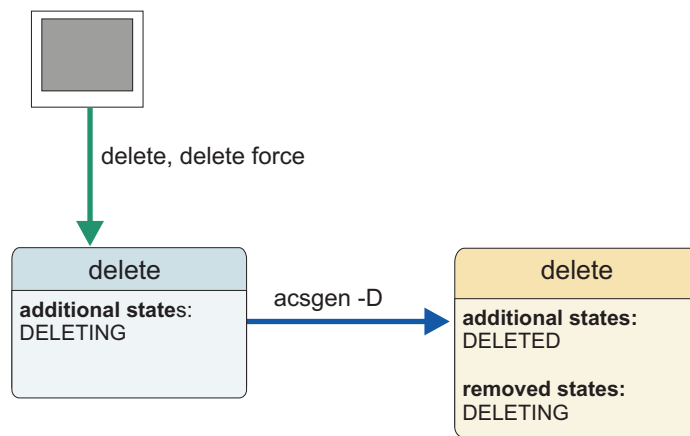 delete, delete force
delete
additional states:
DELETING
acsgen -D
delete
additional states:
DELETED
removed states:
DELETING